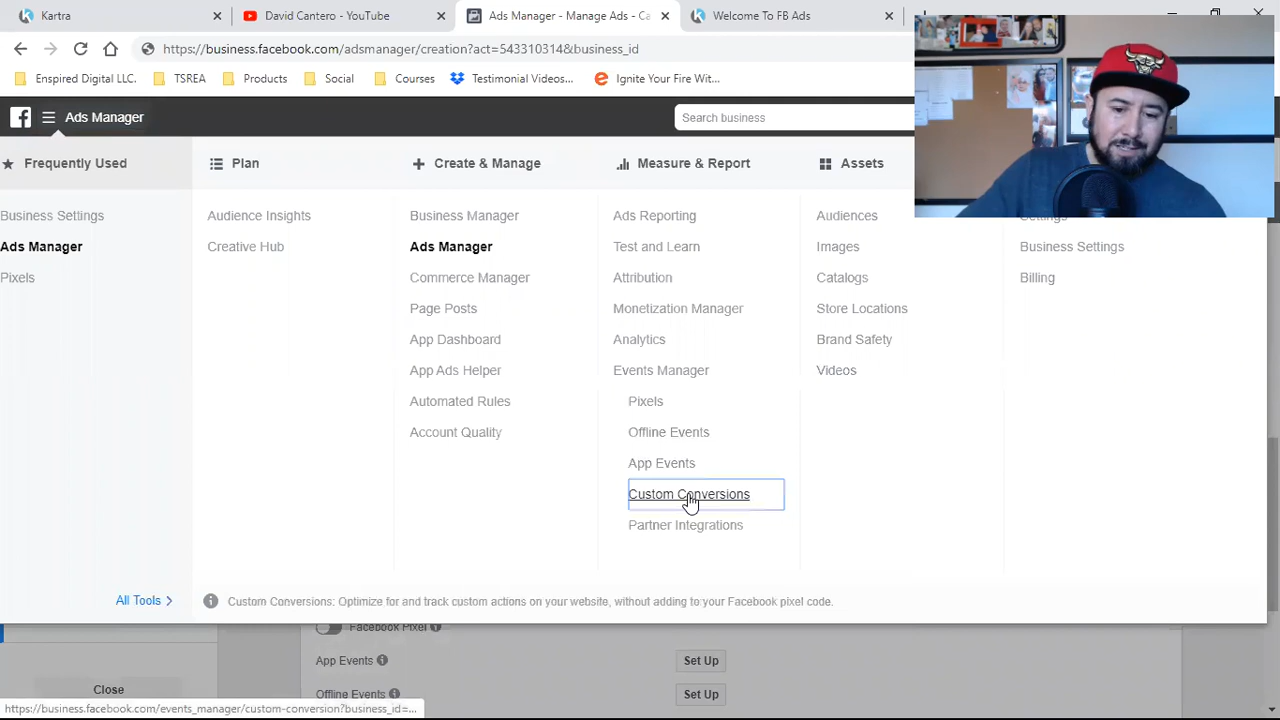 Kartra
David Cantero - YouTube
Ads Manager - Manage Ads - Ca
Welcome To FB Ads
https://business.facebook.com/adsmanager/creation?act=543310314&business_id
Enspired Digital LLC.
TSREA
Products
Courses
Testimonial Videos...
Ignite Your Fire Wit...
Ads Manager
Search business
Frequently Used
Plan
Create & Manage
Measure & Report
Assets
Business Settings
Audience Insights
Business Manager
Ads Reporting
Audiences
Settings
Ads Manager
Creative Hub
Ads Manager
Test and Learn
Images
Business Settings
Pixels
Commerce Manager
Attribution
Catalogs
Billing
Page Posts
Monetization Manager
Store Locations
App Dashboard
Analytics
Brand Safety
App Ads Helper
Events Manager
Videos
Automated Rules
Pixels
Account Quality
Offline Events
App Events
Custom Conversions
Partner Integrations
All Tools
Custom Conversions: Optimize for and track custom actions on your website, without adding to your Facebook pixel code.
Facebook Pixel
App Events
Set Up
Close
Offline Events
Set Up
https://business.facebook.com/events_manager/custom-conversion?business_id=...